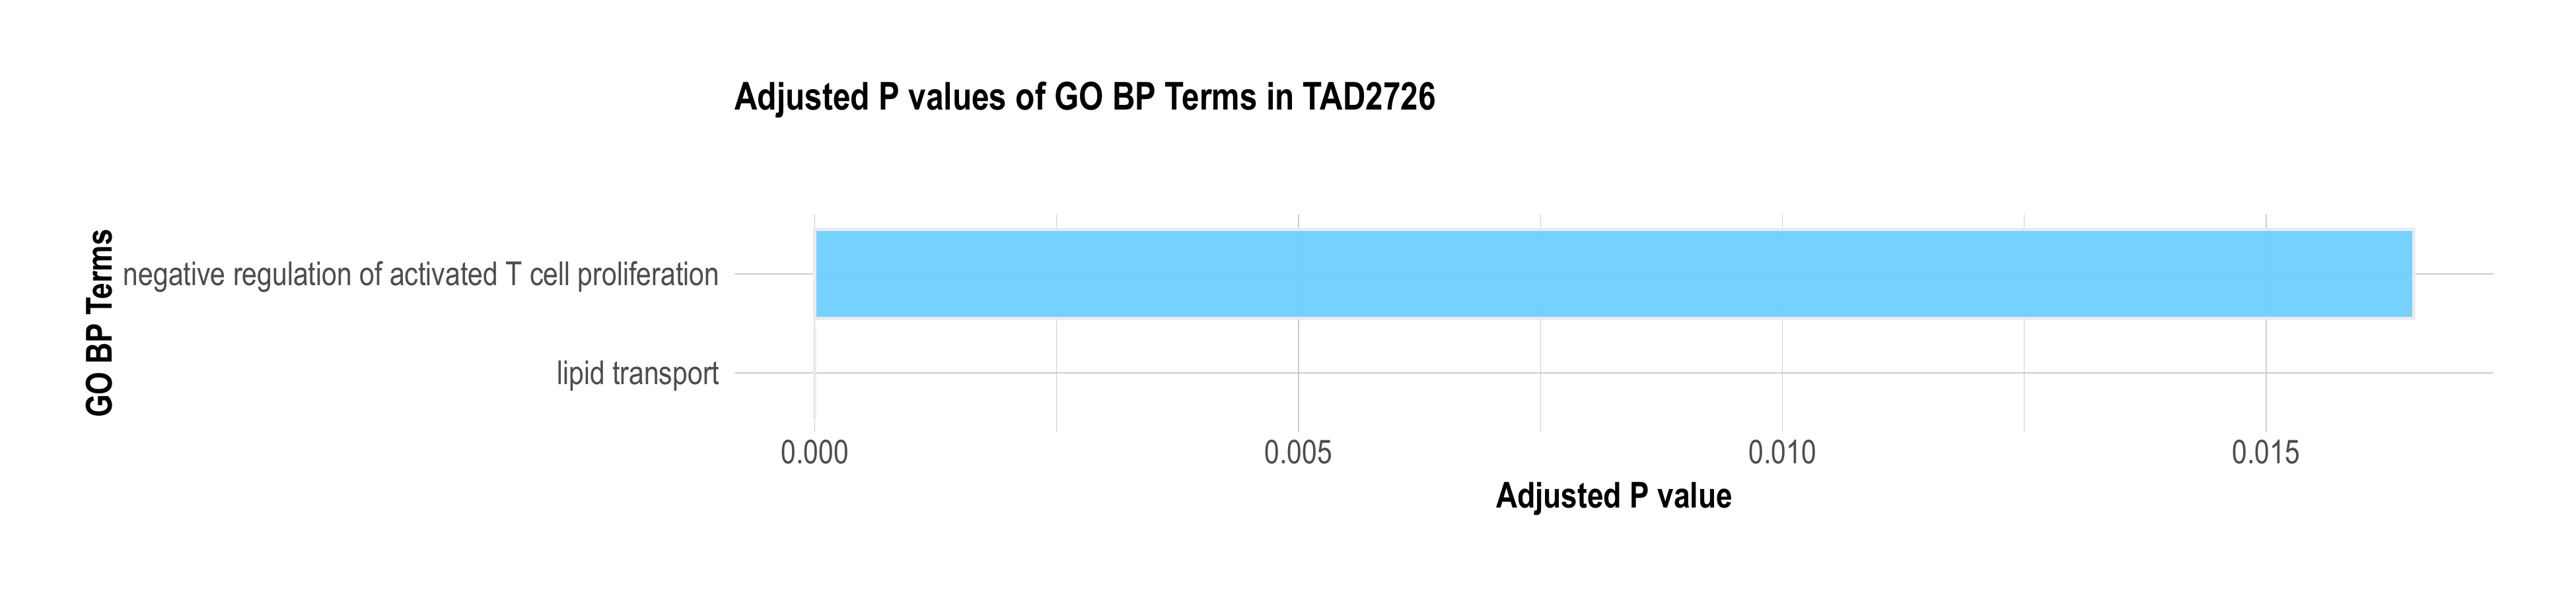 Adjusted P values of GO BP Terms in TAD2726
GO BP Terms
negative regulation of activated T cell proliferation
lipid transport
0.000 0.005 0.010 0.015
Adjusted P value